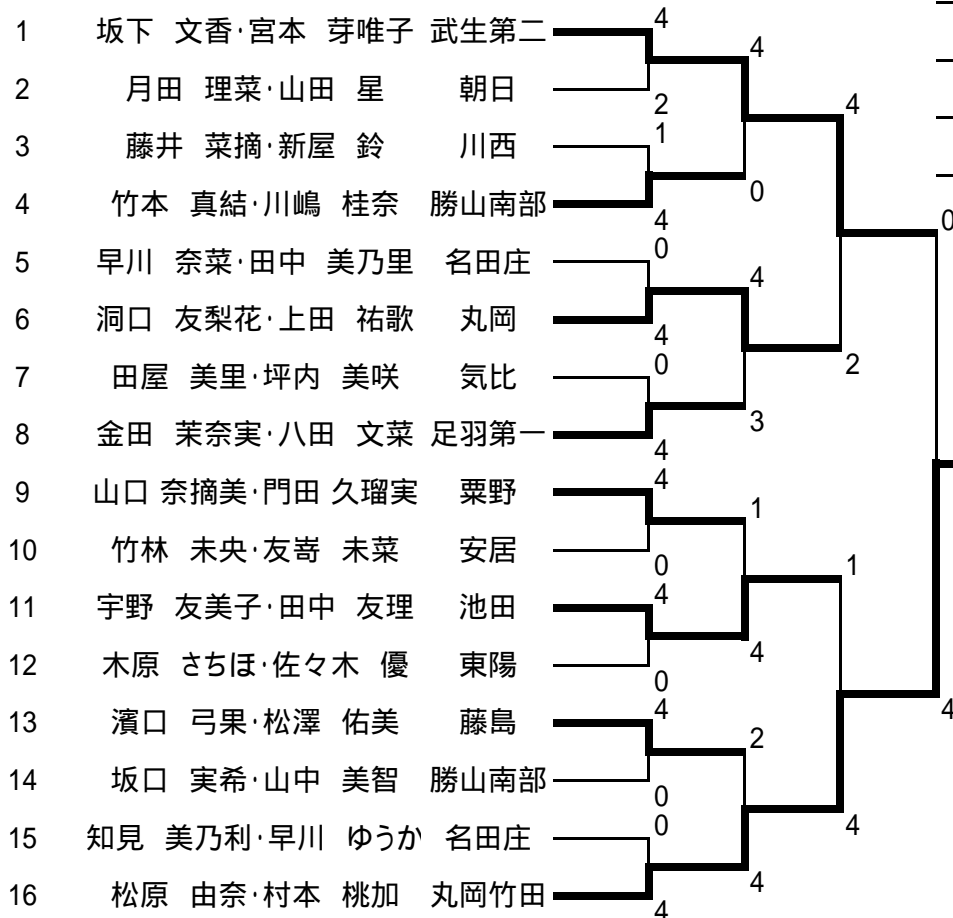 1 坂下 文香·宮本 芽唯子 武生第二
4
4
2 月田 理菜·山田 星 朝日
2
4
3 藤井 菜摘·新屋 鈴 川西
1
0
4 竹本 真結·川嶋 桂奈 勝山南部
4
0
5 早川 奈菜·田中 美乃里 名田庄
0
4
6 洞口 友梨花·上田 祐歌 丸岡
4
2
7 田屋 美里·坪内 美咲 気比
0
3
8 金田 茉奈実·八田 文菜 足羽第一
4
9 山口 奈摘美·門田 久瑠実 粟野
4
1
10 竹林 未央·友嵜 未菜 安居
0
1
11 宇野 友美子·田中 友理 池田
4
4
12 木原 さちほ·佐々木 優 東陽
0
13 濱口 弓果·松澤 佑美 藤島
4
4
2
14 坂口 実希·山中 美智 勝山南部
0
15 知見 美乃利·早川 ゆうか 名田庄
0
4
4
16 松原 由奈·村本 桃加 丸岡竹田
4